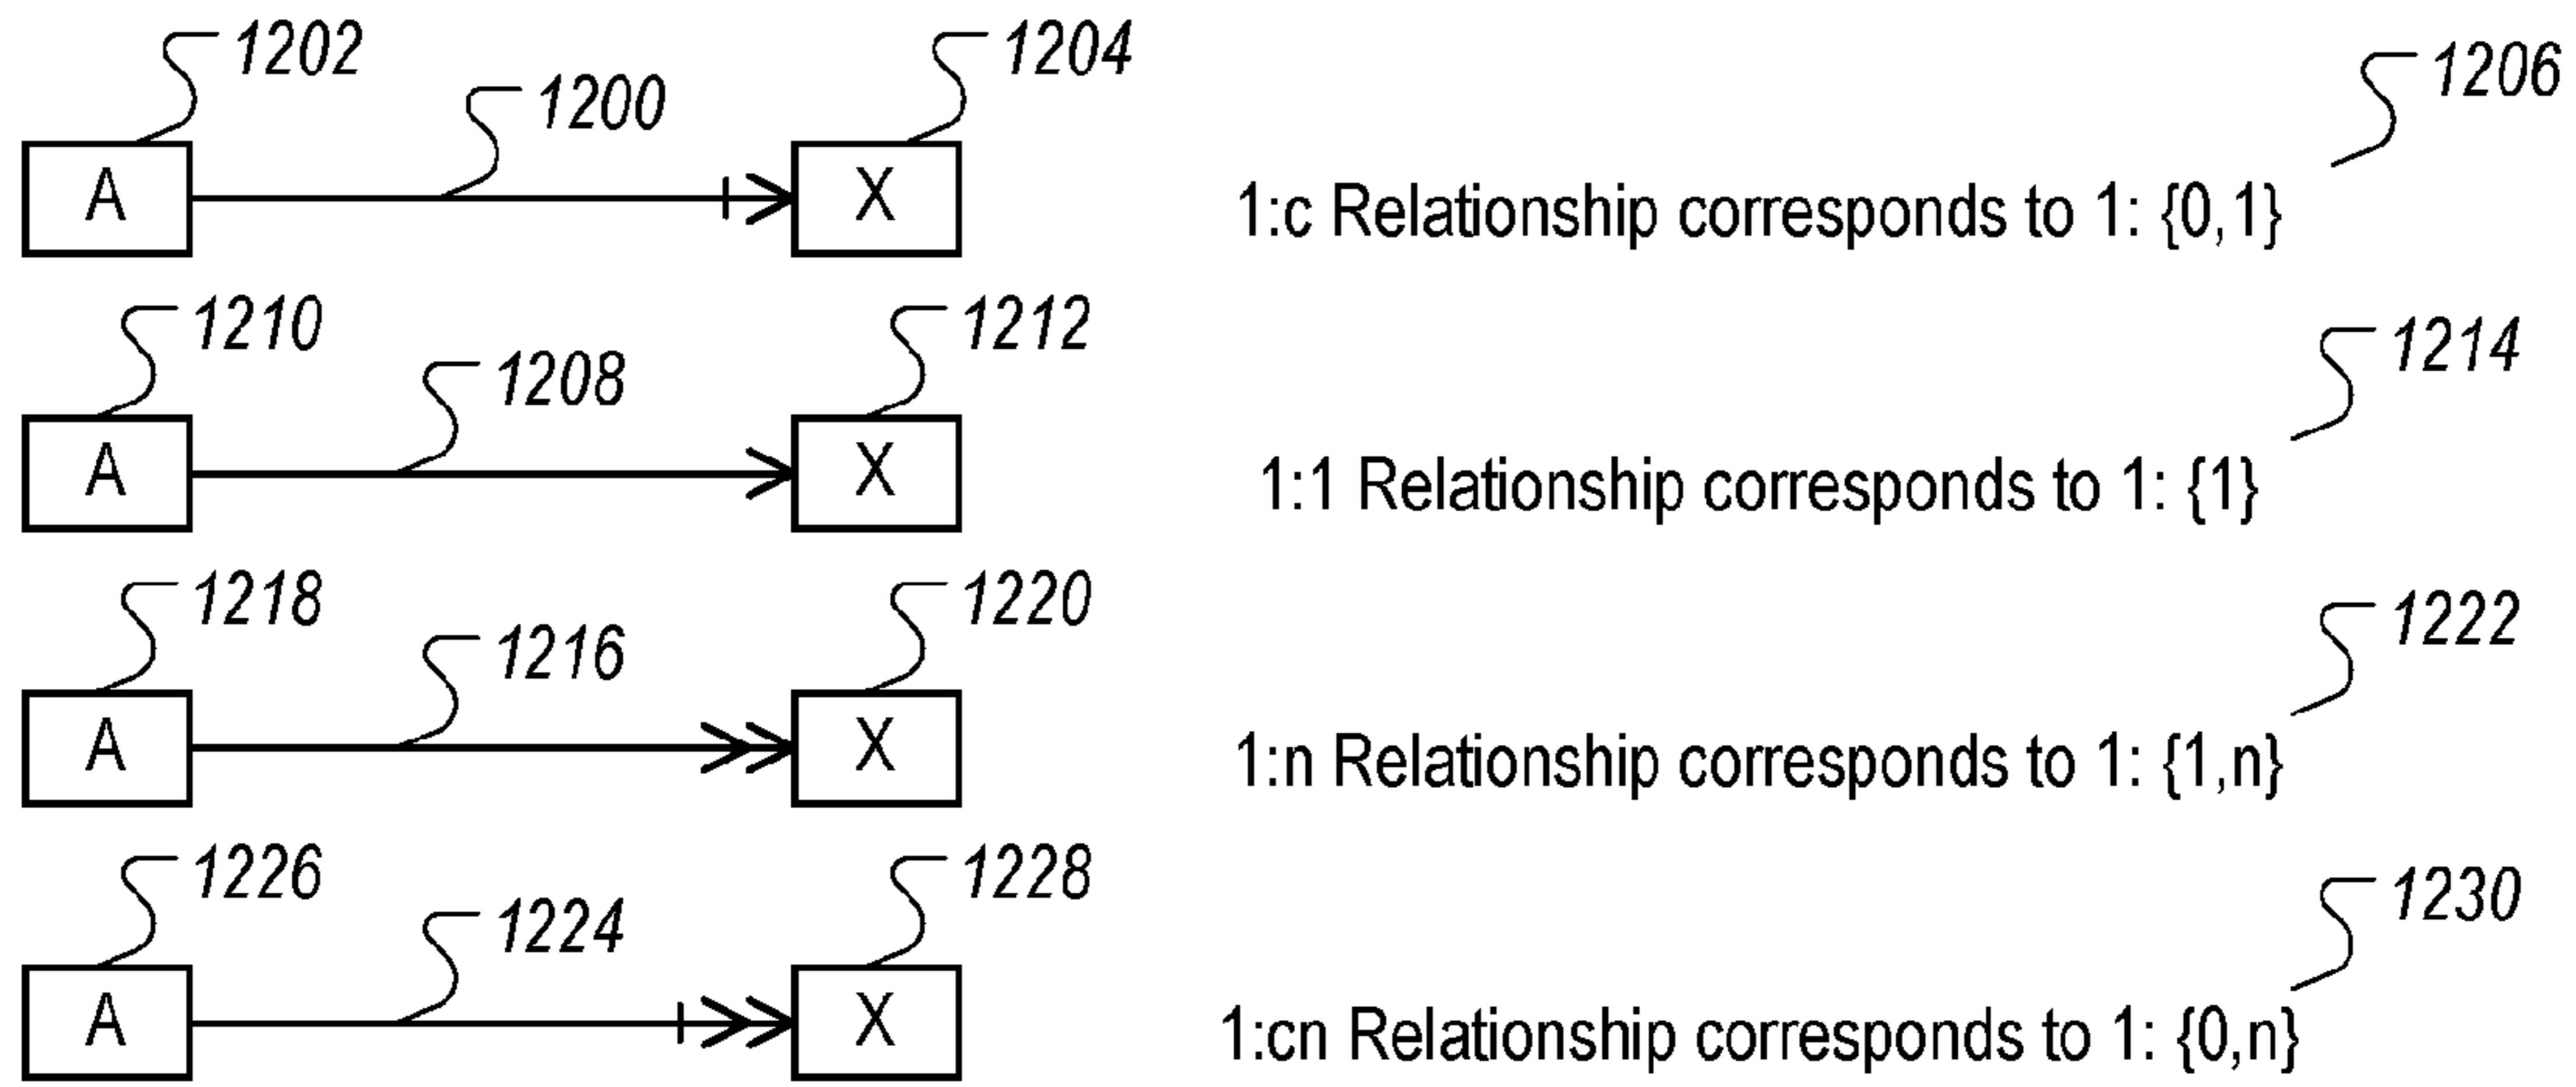 1202
1204
1206
1200
A
X
1:c Relationship corresponds to 1: {0,1}
1210
1212
1214
1208
A
X
1:1 Relationship corresponds to 1: {1}
1218
1220
1222
1216
A
X
1:n Relationship corresponds to 1: {1,n}
1226
1228
1230
1224
A
X
1:cn Relationship corresponds to 1: {0,n}